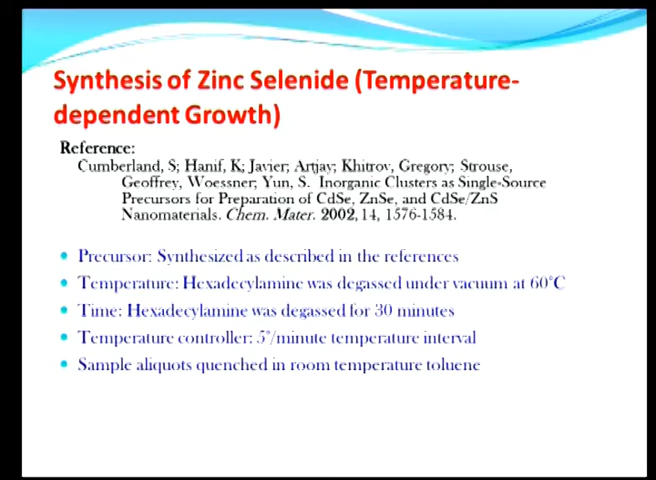 Synthesis of Zinc Selenide (Temperature-
dependent Growth)
Reference:
Cumberland, S; Hanif, K; Javier; Artjay; Khitrov, Gregory; Strouse,
Geoffrey, Woessner; Yun, S. Inorganic Clusters as Single-Source
Precursors for Preparation of CdSe, ZnSe, and CdSe/ZnS
Nanomaterials. Chem. Mater. 2002, 14, 1576-1584.
• Precursor: Synthesized as described in the references
• Temperature: Hexadecylamine was degassed under vacuum at 60°C
• Time: Hexadecylamine was degassed for 30 minutes
• Temperature controller: 5°/minute temperature interval
• Sample aliquots quenched in room temperature toluene